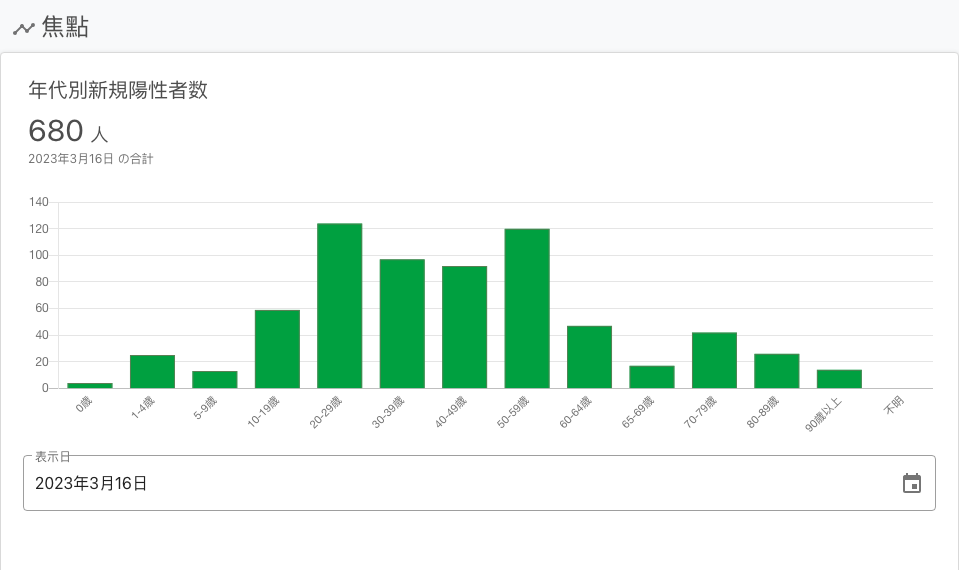 焦點
年代別新規陽性者数
680 人
2023年3月16日 の合計
140
120
100
80
60
40
20
0
0歳
1-4歳
5-9歳
10-19歳
20-29歳
30-39歳
40-49歳
50-59歳
60-64歳
65-69歳
70-79歳
80-89歳
90歳以上
不明
表示日
2023年3月16日